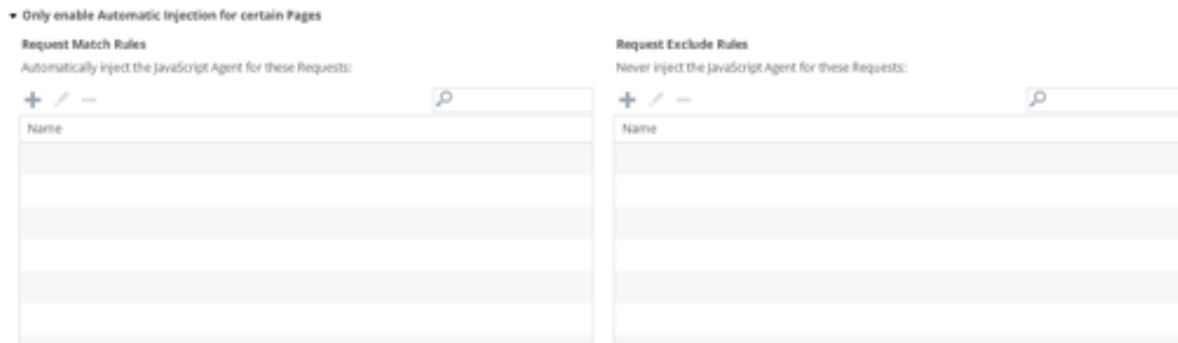 Only enable Automatic Injection for certain Pages
Request Match Rules
Automatically inject the JavaScript Agent for these Requests:
Name
Request Exclude Rules
Never inject the JavaScript Agent for these Requests:
Name